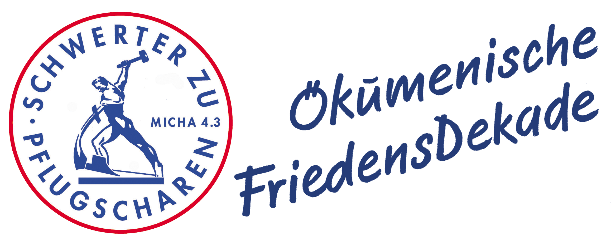 SCHWERTER ZU
PFLUGSCHAREN
MICHA 4.3
Ökumenische
FriedensDekade